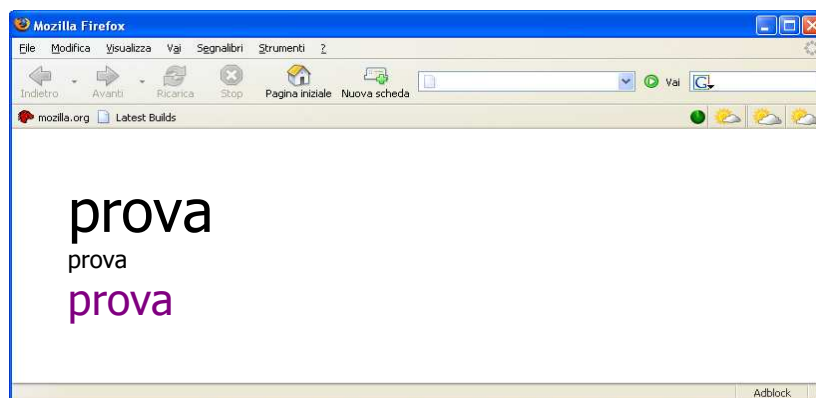 Mozilla Firefox
File Modifica Visualizza Vai Segnalibri Strumenti ?
Indietro Avanti Ricarica Stop Pagina iniziale Nuova scheda Vai G
mozilla.org Latest Builds
prova
prova
prova
Adblock